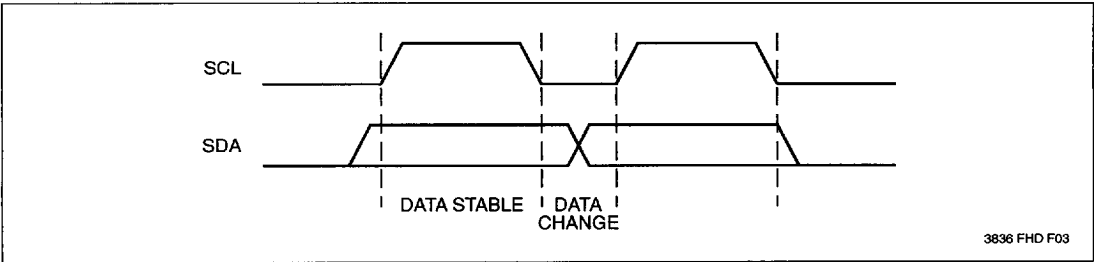 SCL
SDA
DATA STABLE
DATA
CHANGE
3836 FHD F03